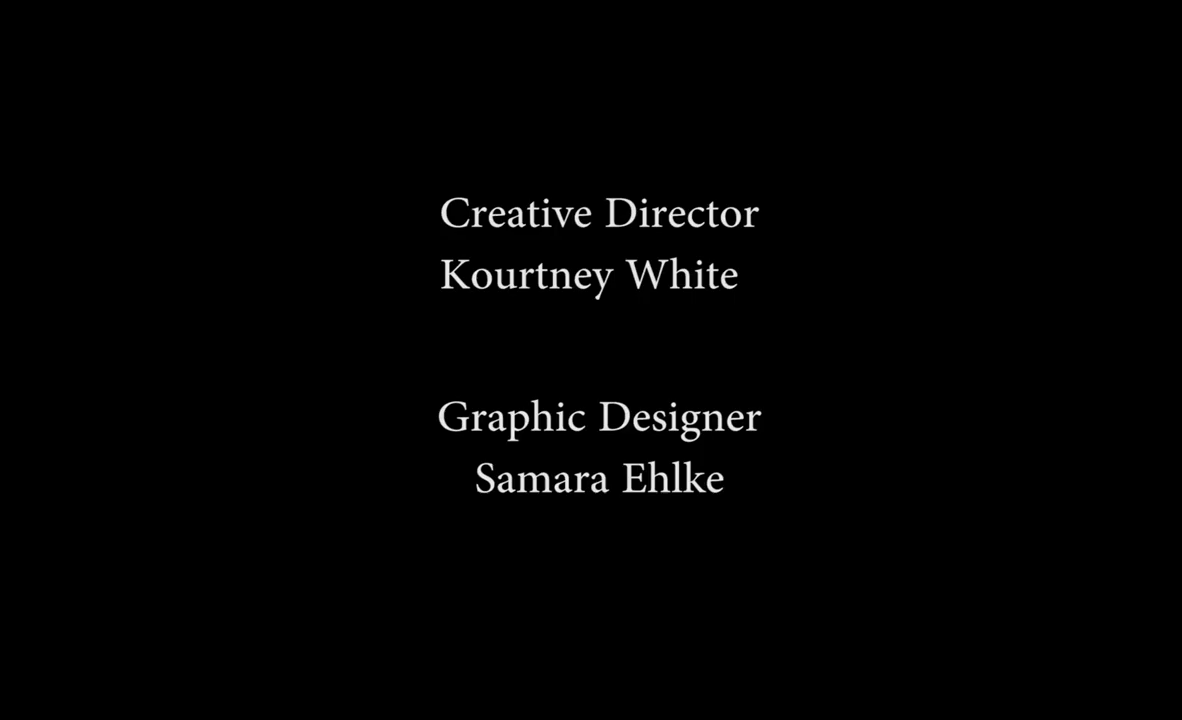 Creative Director
Kourtney White
Graphic Designer
Samara Ehlke